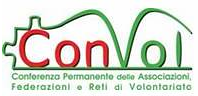 ConVol
Conferenza Permanente delle Associazioni,
Federazioni e Reti di Volontariato